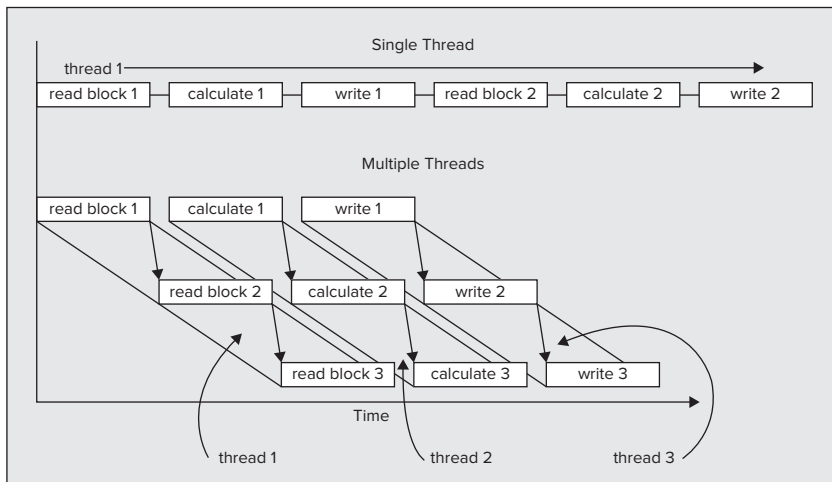 Single Thread
thread 1
read block 1 calculate 1 write 1 read block 2 calculate 2 write 2
Multiple Threads
read block 1 calculate 1 write 1
read block 2 calculate 2 write 2
read block 3 calculate 3 write 3
Time
thread 1 thread 2 thread 3